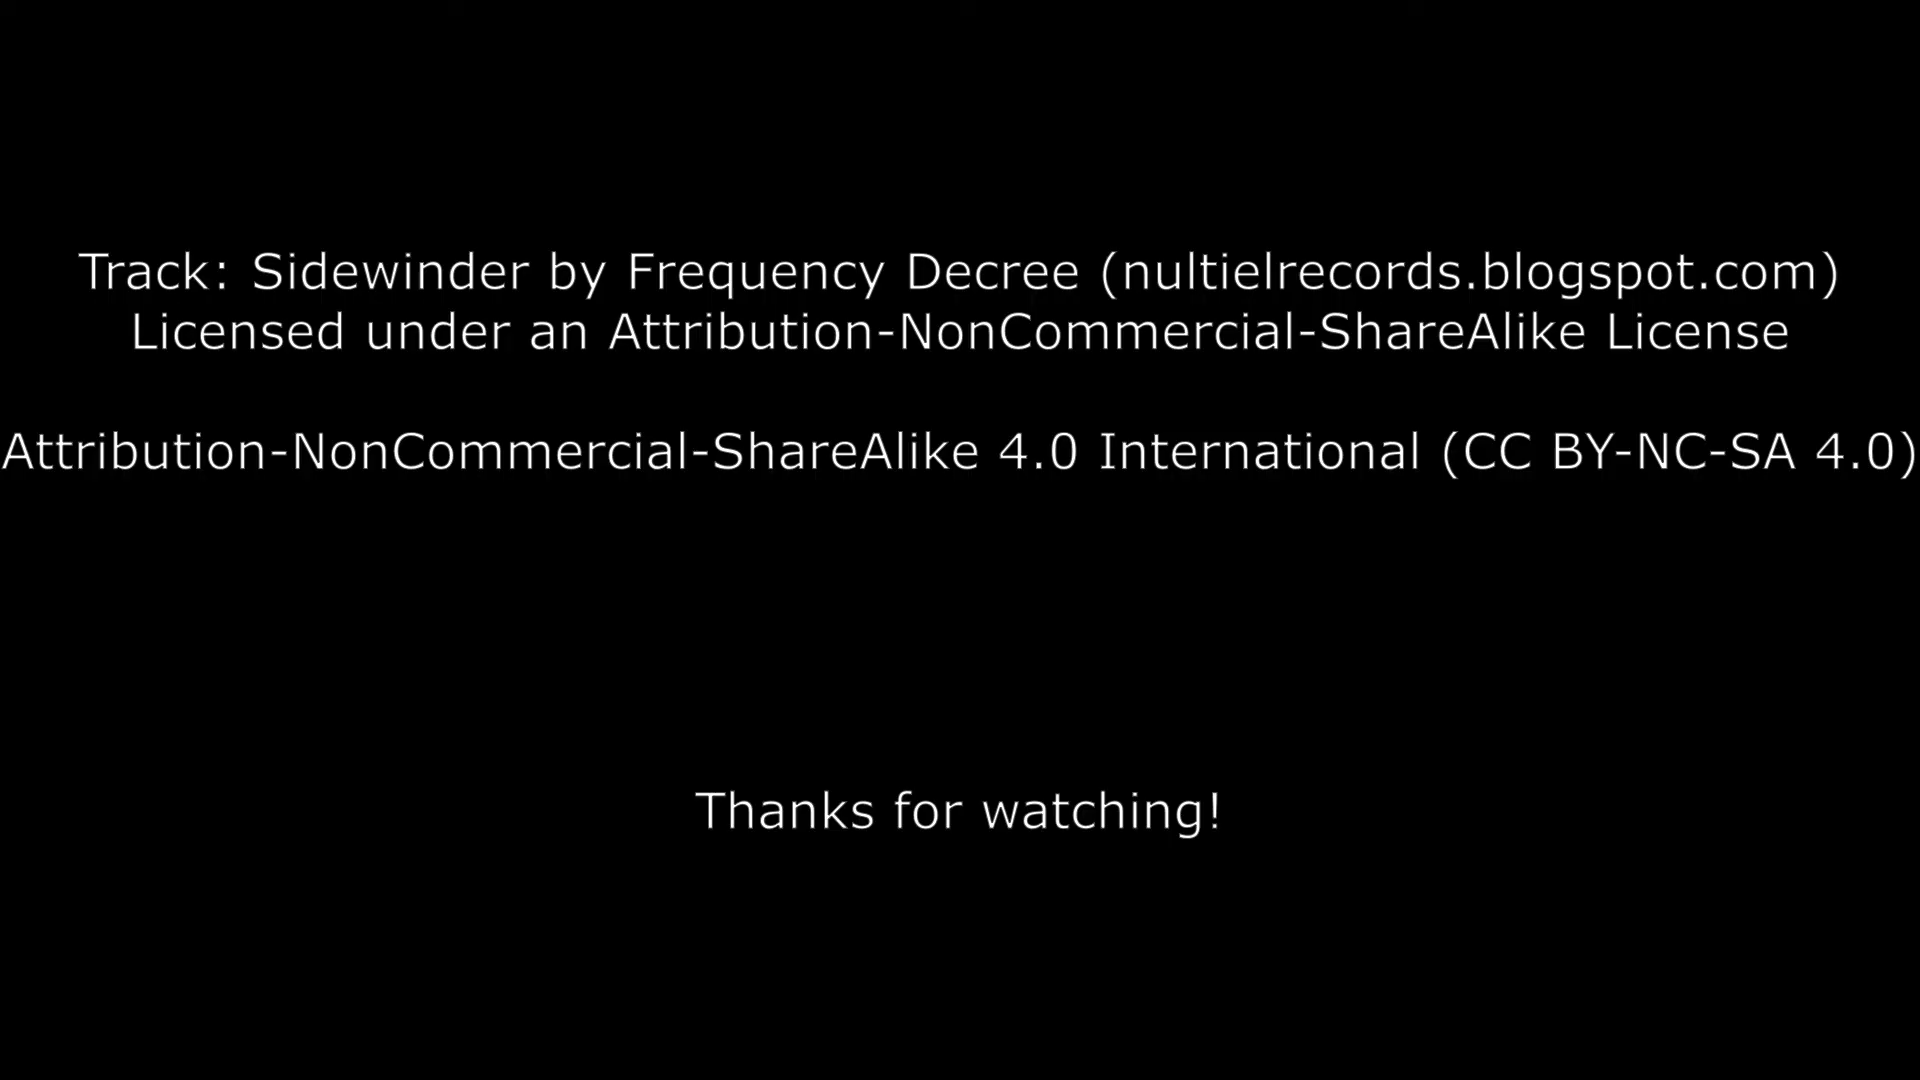 Track: Sidewinder by Frequency Decree (nultielrecords.blogspot.com)
Licensed under an Attribution-NonCommercial-ShareAlike License
Attribution-NonCommercial-ShareAlike 4.0 International (CC BY-NC-SA 4.0)
Thanks for watching!